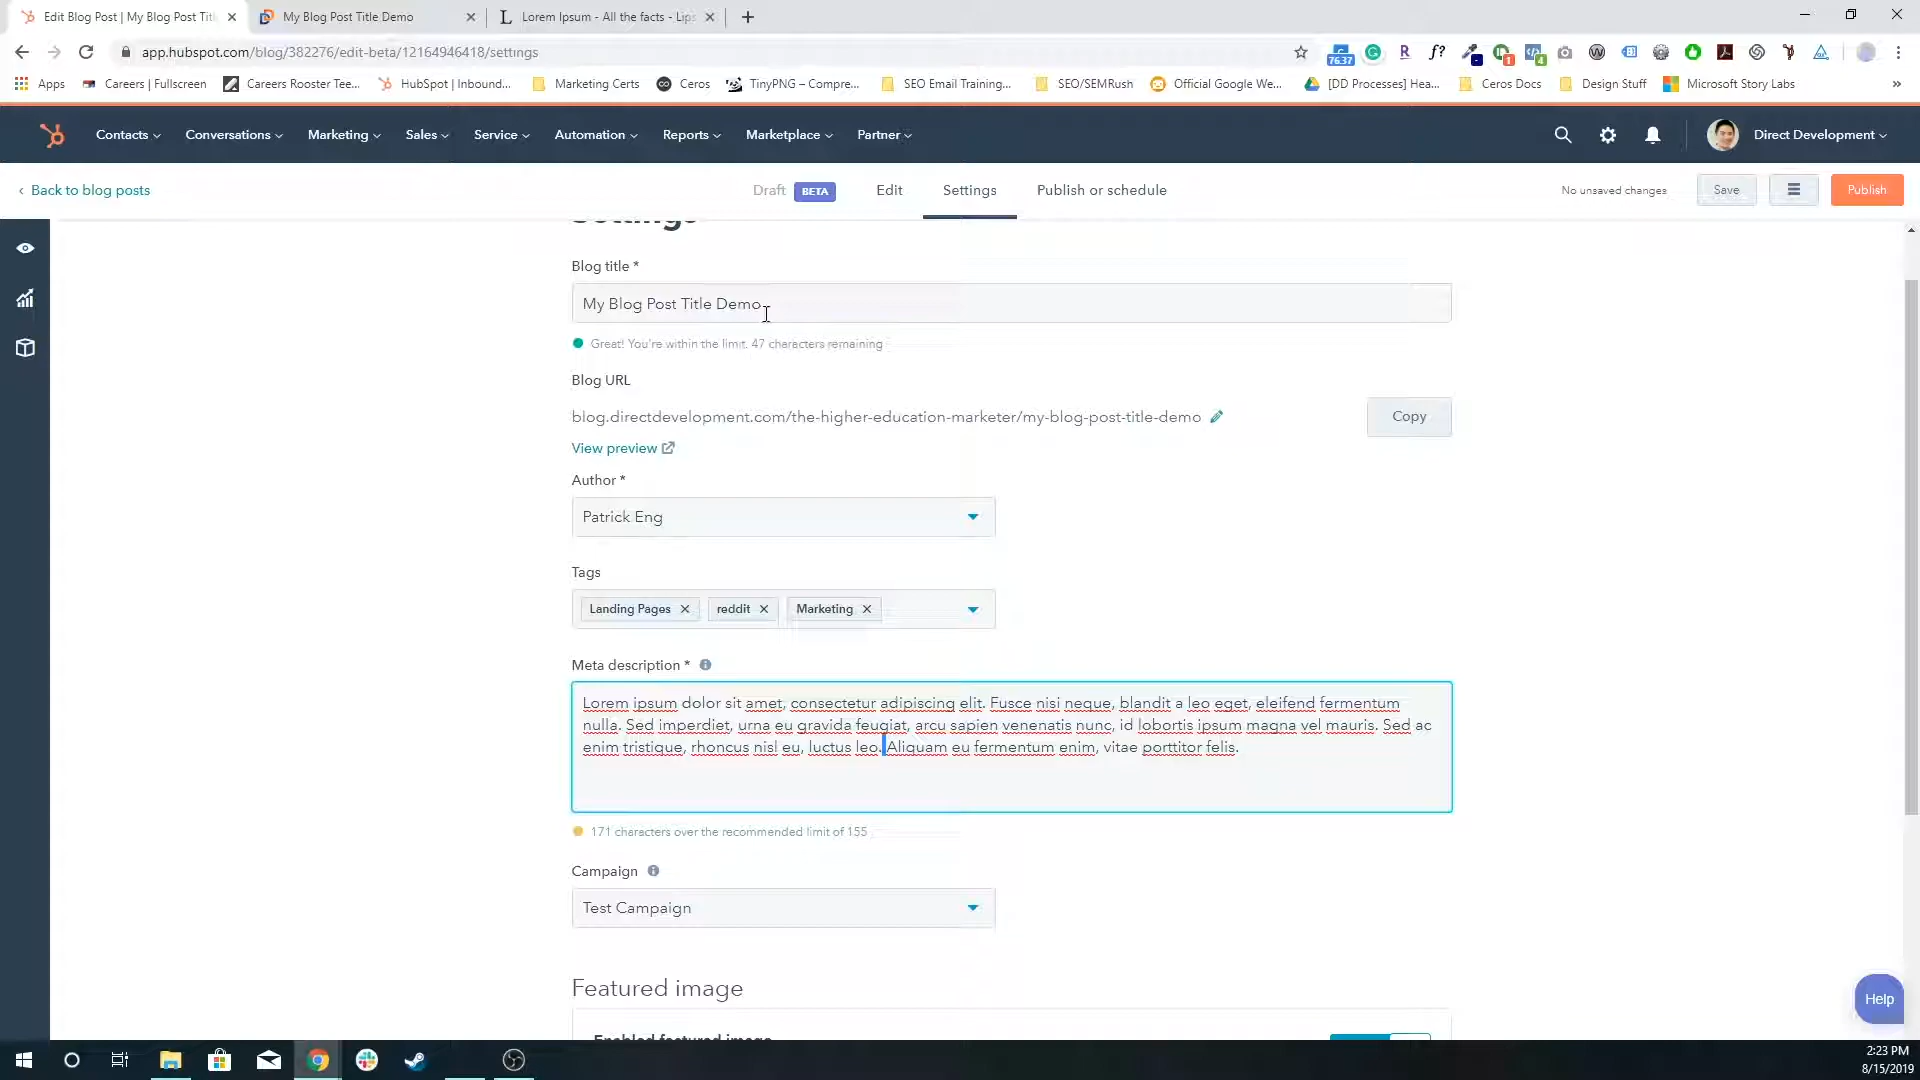 Edit Blog Post | My Blog Post Titl
My Blog Post Title Demo
Lorem Ipsum - All the facts - Lips
app.hubspot.com/blog/382276/edit-beta/12164946418/settings
76.37
1
4
Apps
Careers | Fullscreen
Careers Rooster Tee...
HubSpot | Inbound...
Marketing Certs
Ceros
TinyPNG – Compre...
SEO Email Training...
SEO/SEMRush
Official Google We...
[DD Processes] Hea...
Ceros Docs
Design Stuff
Microsoft Story Labs
»
Contacts
Conversations
Marketing
Sales
Service
Automation
Reports
Marketplace
Partner
Direct Development
Back to blog posts
Draft BETA
Edit
Settings
Publish or schedule
No unsaved changes
Save
Publish
Settings
Blog title *
My Blog Post Title Demo
Great! You're within the limit. 47 characters remaining
Blog URL
blog.directdevelopment.com/the-higher-education-marketer/my-blog-post-title-demo
Copy
View preview
Author *
Patrick Eng
Tags
Landing Pages
reddit
Marketing
Meta description *
Lorem ipsum dolor sit amet, consectetur adipiscing elit. Fusce nisi neque, blandit a leo eget, eleifend fermentum
nulla. Sed imperdiet, urna eu gravida feugiat, arcu sapien venenatis nunc, id lobortis ipsum magna vel mauris. Sed ac
enim tristique, rhoncus nisl eu, luctus leo. Aliquam eu fermentum enim, vitae porttitor felis.
171 characters over the recommended limit of 155
Campaign
Test Campaign
Featured image
Enabled featured image
Help
2:23 PM
8/15/2019